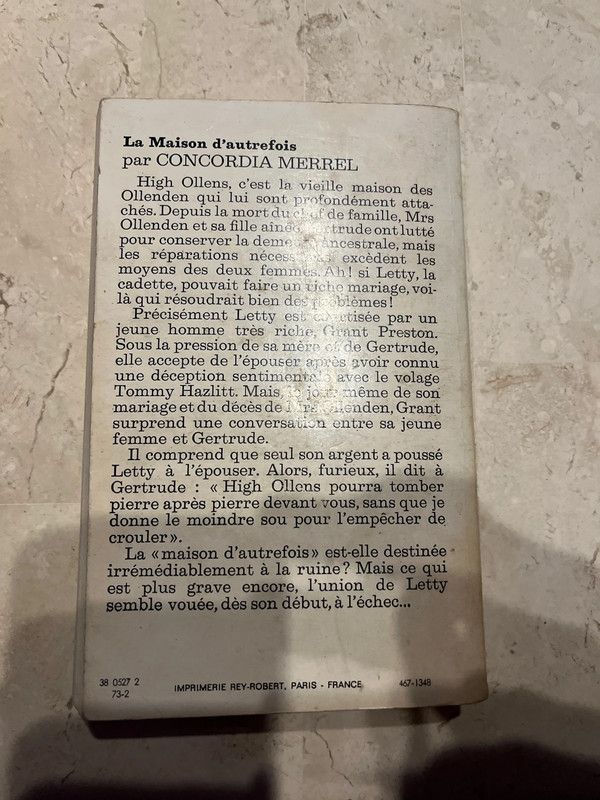 La Maison d'autrefois
par CONCORDIA MERREL
High Ollens, c'est la vieille maison des
Ollenden qui lui sont profondément atta-
chés. Depuis la mort du chef de famille, Mrs
Ollenden et sa fille aînée Gertrude ont lutté
pour conserver la demeure ancestrale, mais
les réparations nécessaires excèdent les
moyens des deux femmes. Ah ! si Letty, la
cadette, pouvait faire un riche mariage, voi-
là qui résoudrait bien des problèmes !
Précisément Letty est courtisée par un
jeune homme très riche, Grant Preston.
Sous la pression de sa mère et de Gertrude,
elle accepte de l'épouser après avoir connu
une déception sentimentale avec le volage
Tommy Hazlitt. Mais, le jour même de son
mariage et du décès de Mrs Ollenden, Grant
surprend une conversation entre sa jeune
femme et Gertrude.
Il comprend que seul son argent a poussé
Letty à l'épouser. Alors, furieux, il dit à
Gertrude : « High Ollens pourra tomber
pierre après pierre devant vous, sans que je
donne le moindre sou pour l'empêcher de
crouler ».
La « maison d'autrefois » est-elle destinée
irrémédiablement à la ruine ? Mais ce qui
est plus grave encore, l'union de Letty
semble vouée, dès son début, à l'échec...
38 0527 2
73-2
IMPRIMERIE REY-ROBERT, PARIS - FRANCE
467-1348